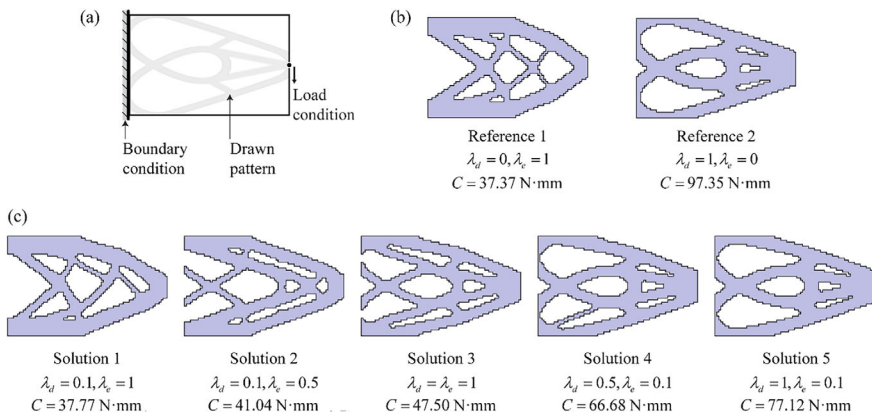 (a)
Load
condition
Boundary
condition
Drawn
pattern
(b)
Reference 1
λd = 0, λe = 1
C = 37.37 N·mm
Reference 2
λd = 1, λe = 0
C = 97.35 N·mm
(c)
Solution 1
λd = 0.1, λe = 1
C = 37.77 N·mm
Solution 2
λd = 0.1, λe = 0.5
C = 41.04 N·mm
Solution 3
λd = λe = 1
C = 47.50 N·mm
Solution 4
λd = 0.5, λe = 0.1
C = 66.68 N·mm
Solution 5
λd = 1, λe = 0.1
C = 77.12 N·mm